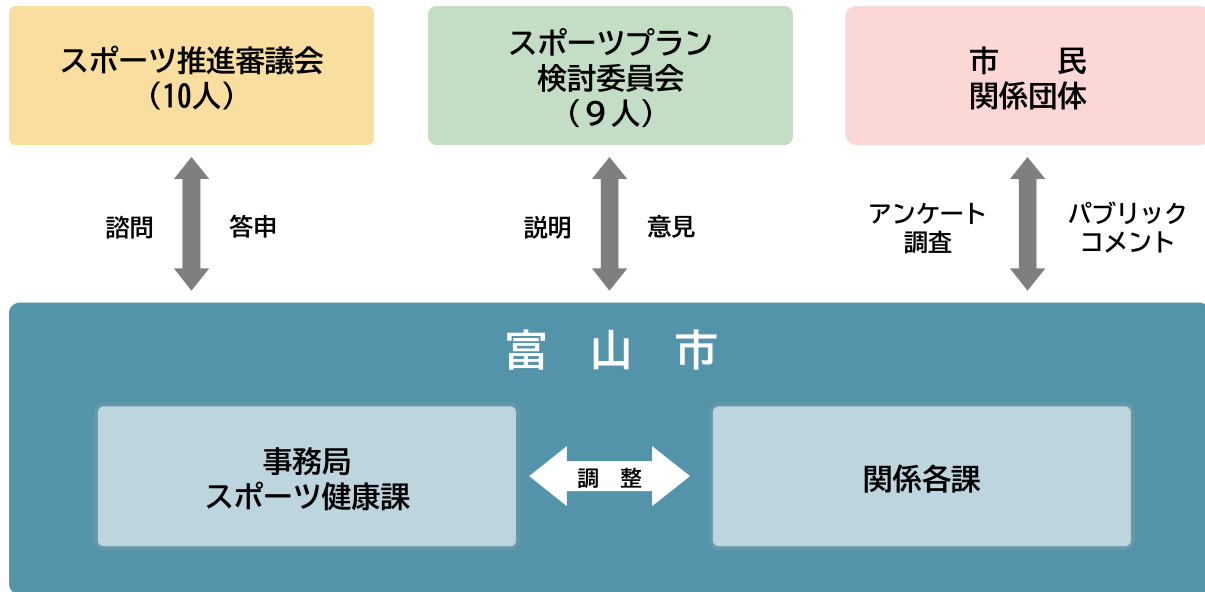 スポーツ推進審議会
（10人）
スポーツプラン
検討委員会
（９人）
市　　民
関係団体
諮問
答申
説明
意見
アンケート
調査
パブリック
コメント
富　山　市
事務局
スポーツ健康課
調　整
関係各課